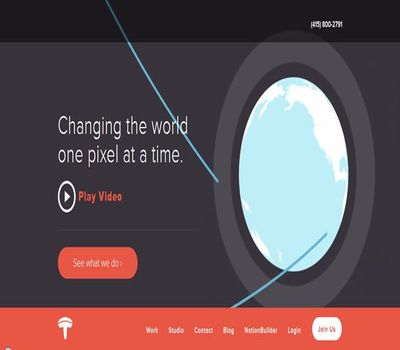 (415) 800-2791
Changing the world
one pixel at a time.
Play Video
See what we do ›
Work Studio Contact Blog NationBuilder Login Join Us